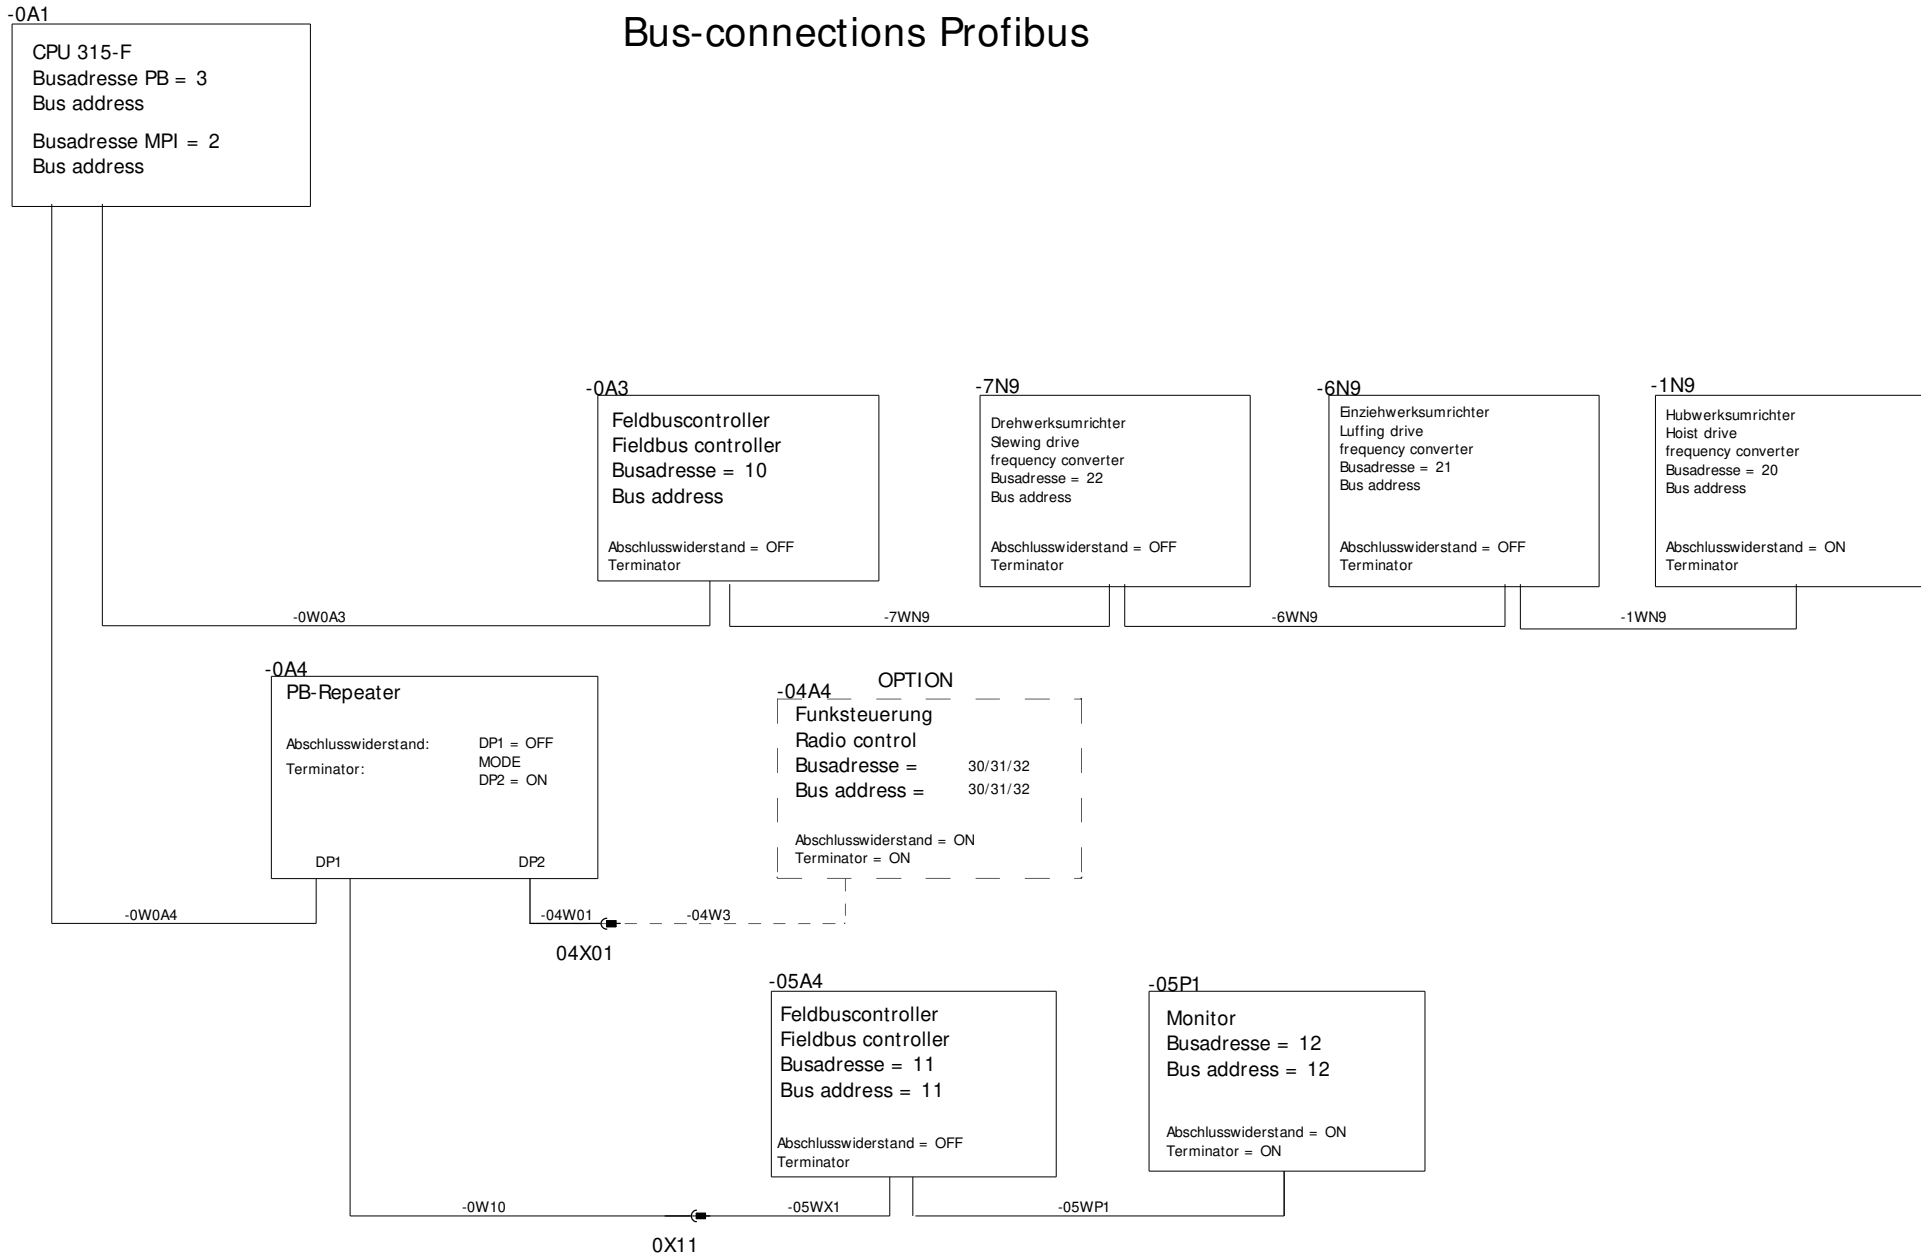 Bus-connections Profibus
-0A1
CPU 315-F
Busadresse PB = 3
Bus address
Busadresse MPI = 2
Bus address
-0A3
Feldbuscontroller
Fieldbus controller
Busadresse = 10
Bus address
Abschlusswiderstand = OFF
Terminator
-7N9
Drehwerksumrichter
Slewing drive
frequency converter
Busadresse = 22
Bus address
Abschlusswiderstand = OFF
Terminator
-6N9
Einziehwerksumrichter
Luffing drive
frequency converter
Busadresse = 21
Bus address
Abschlusswiderstand = OFF
Terminator
-1N9
Hubwerksumrichter
Hoist drive
frequency converter
Busadresse = 20
Bus address
Abschlusswiderstand = ON
Terminator
-0W0A3
-7WN9
-6WN9
-1WN9
-0A4
PB-Repeater
Abschlusswiderstand: DP1 = OFF
MODE
Terminator:
DP2 = ON
DP1
DP2
OPTION
-04A4
Funksteuerung
Radio control
Busadresse = 30/31/32
Bus address = 30/31/32
Abschlusswiderstand = ON
Terminator = ON
-0W0A4
-04W01
-04W3
04X01
-05A4
Feldbuscontroller
Fieldbus controller
Busadresse = 11
Bus address = 11
Abschlusswiderstand = OFF
Terminator
-05P1
Monitor
Busadresse = 12
Bus address = 12
Abschlusswiderstand = ON
Terminator = ON
-0W10
-05WX1
-05WP1
0X11